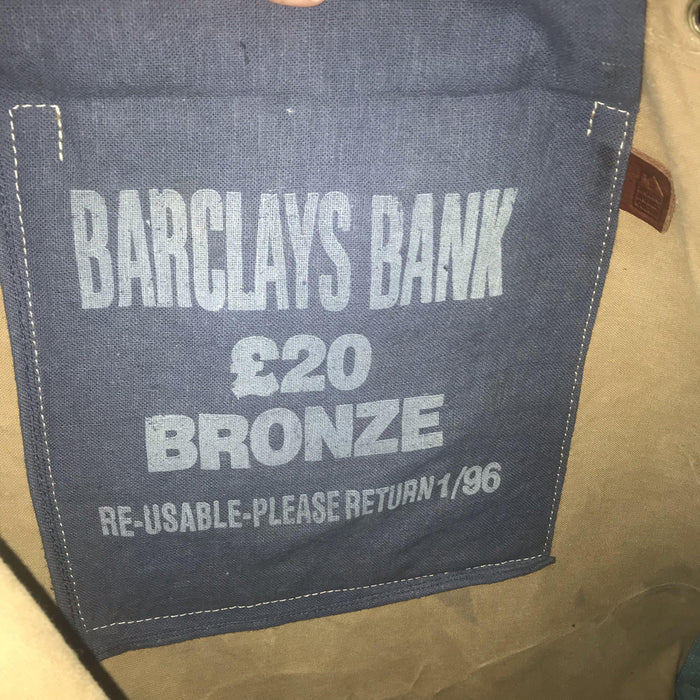 BARCLAYS BANK
£20
BRONZE
RE-USABLE-PLEASE RETURN 1/96